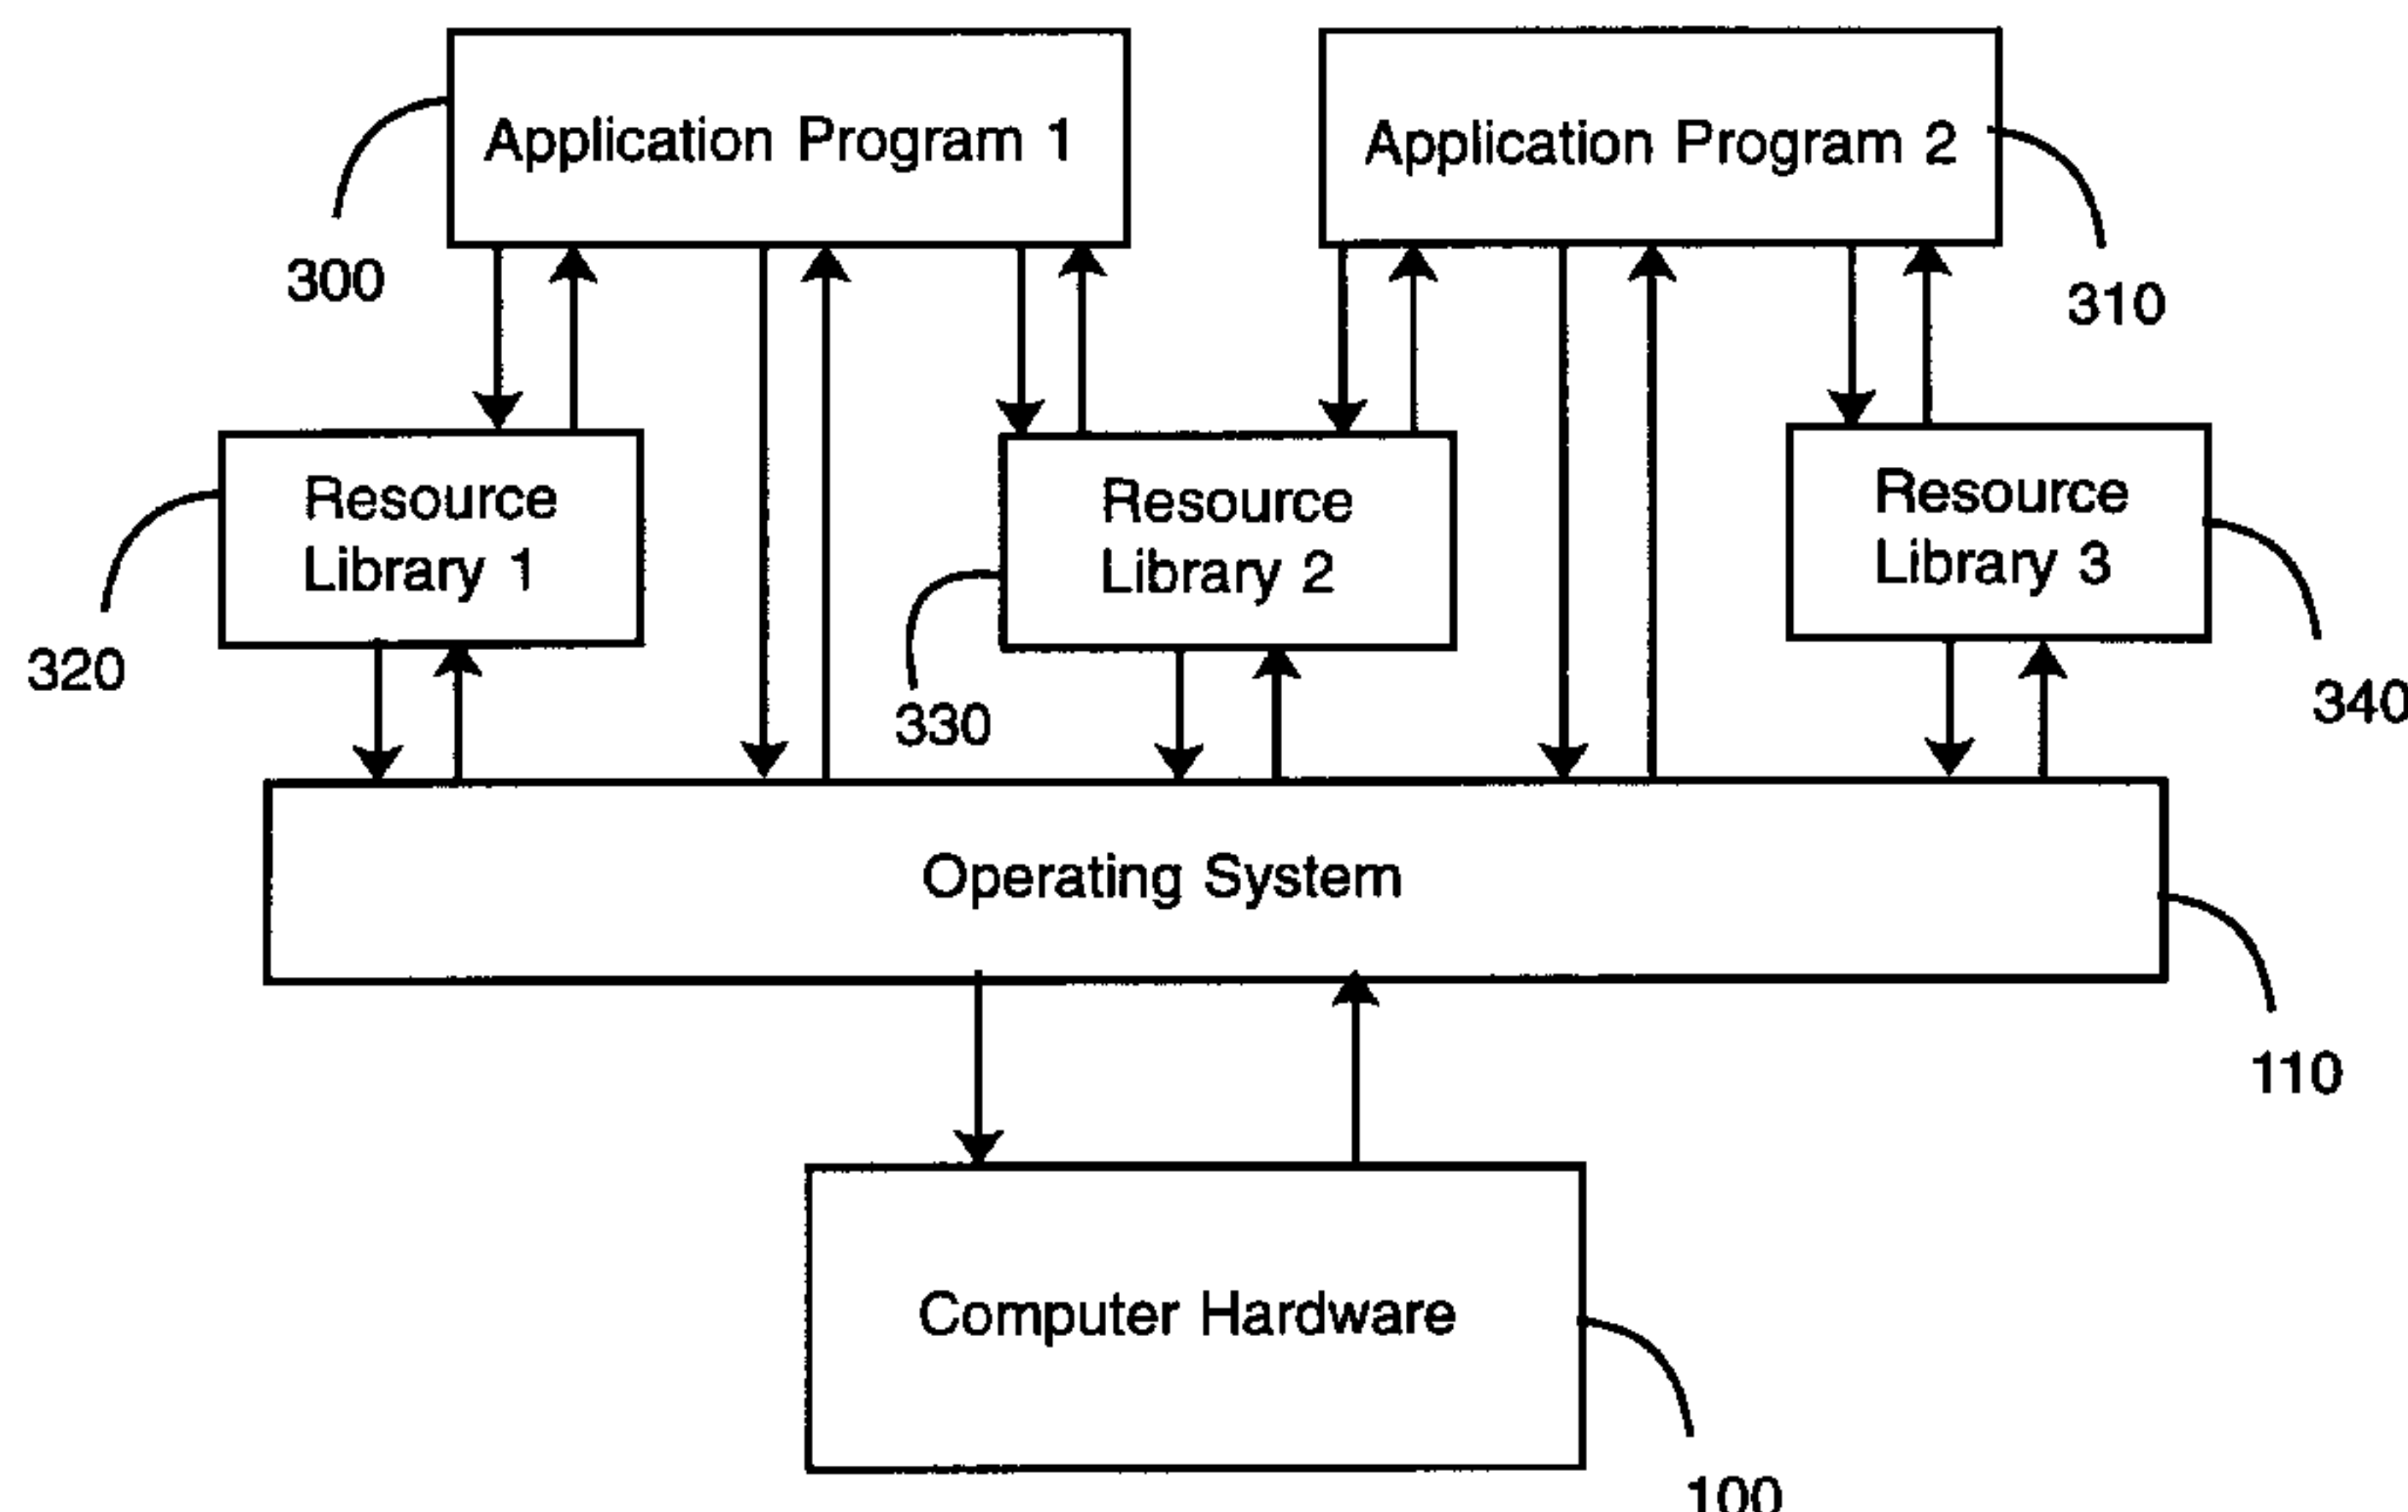 Application Program 1
Application Program 2
300
310
Resource
Library 1
Resource
Library 2
Resource
Library 3
320
330
340
Operating System
110
Computer Hardware
100